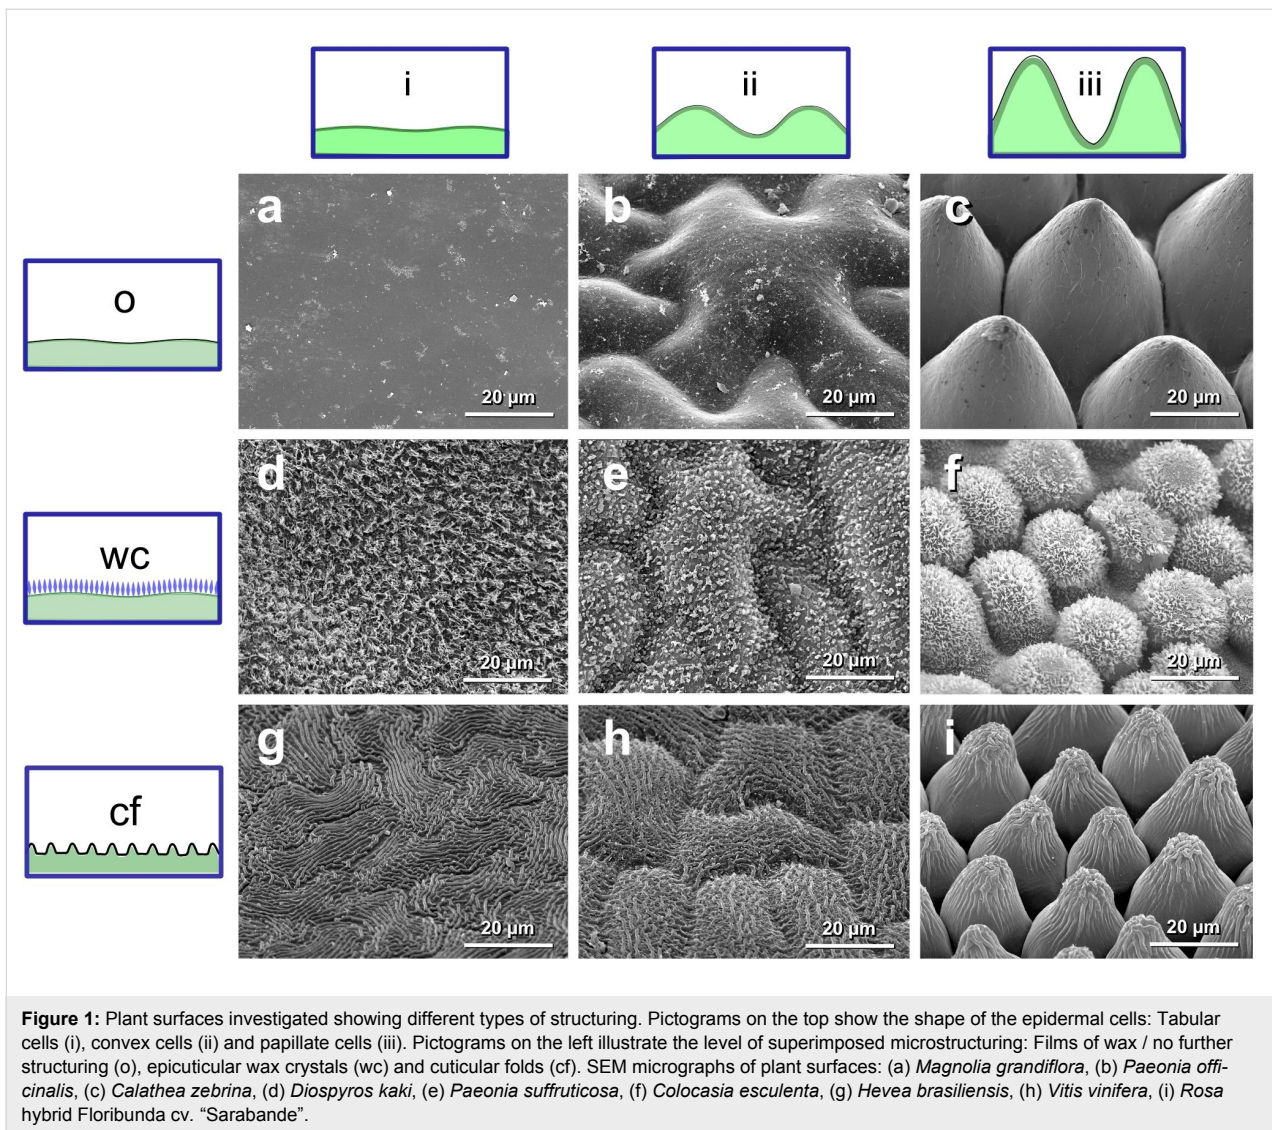 i
ii
iii
o
a
20 µm
b
20 µm
c
20 µm
wc
d
20 µm
e
20 µm
f
20 µm
cf
g
20 µm
h
20 µm
i
20 µm
Figure 1: Plant surfaces investigated showing different types of structuring. Pictograms on the top show the shape of the epidermal cells: Tabular
cells (i), convex cells (ii) and papillate cells (iii). Pictograms on the left illustrate the level of superimposed microstructuring: Films of wax / no further
structuring (o), epicuticular wax crystals (wc) and cuticular folds (cf). SEM micrographs of plant surfaces: (a) Magnolia grandiflora, (b) Paeonia offi-
cinalis, (c) Calathea zebrina, (d) Diospyros kaki, (e) Paeonia suffruticosa, (f) Colocasia esculenta, (g) Hevea brasiliensis, (h) Vitis vinifera, (i) Rosa
hybrid Floribunda cv. “Sarabande”.